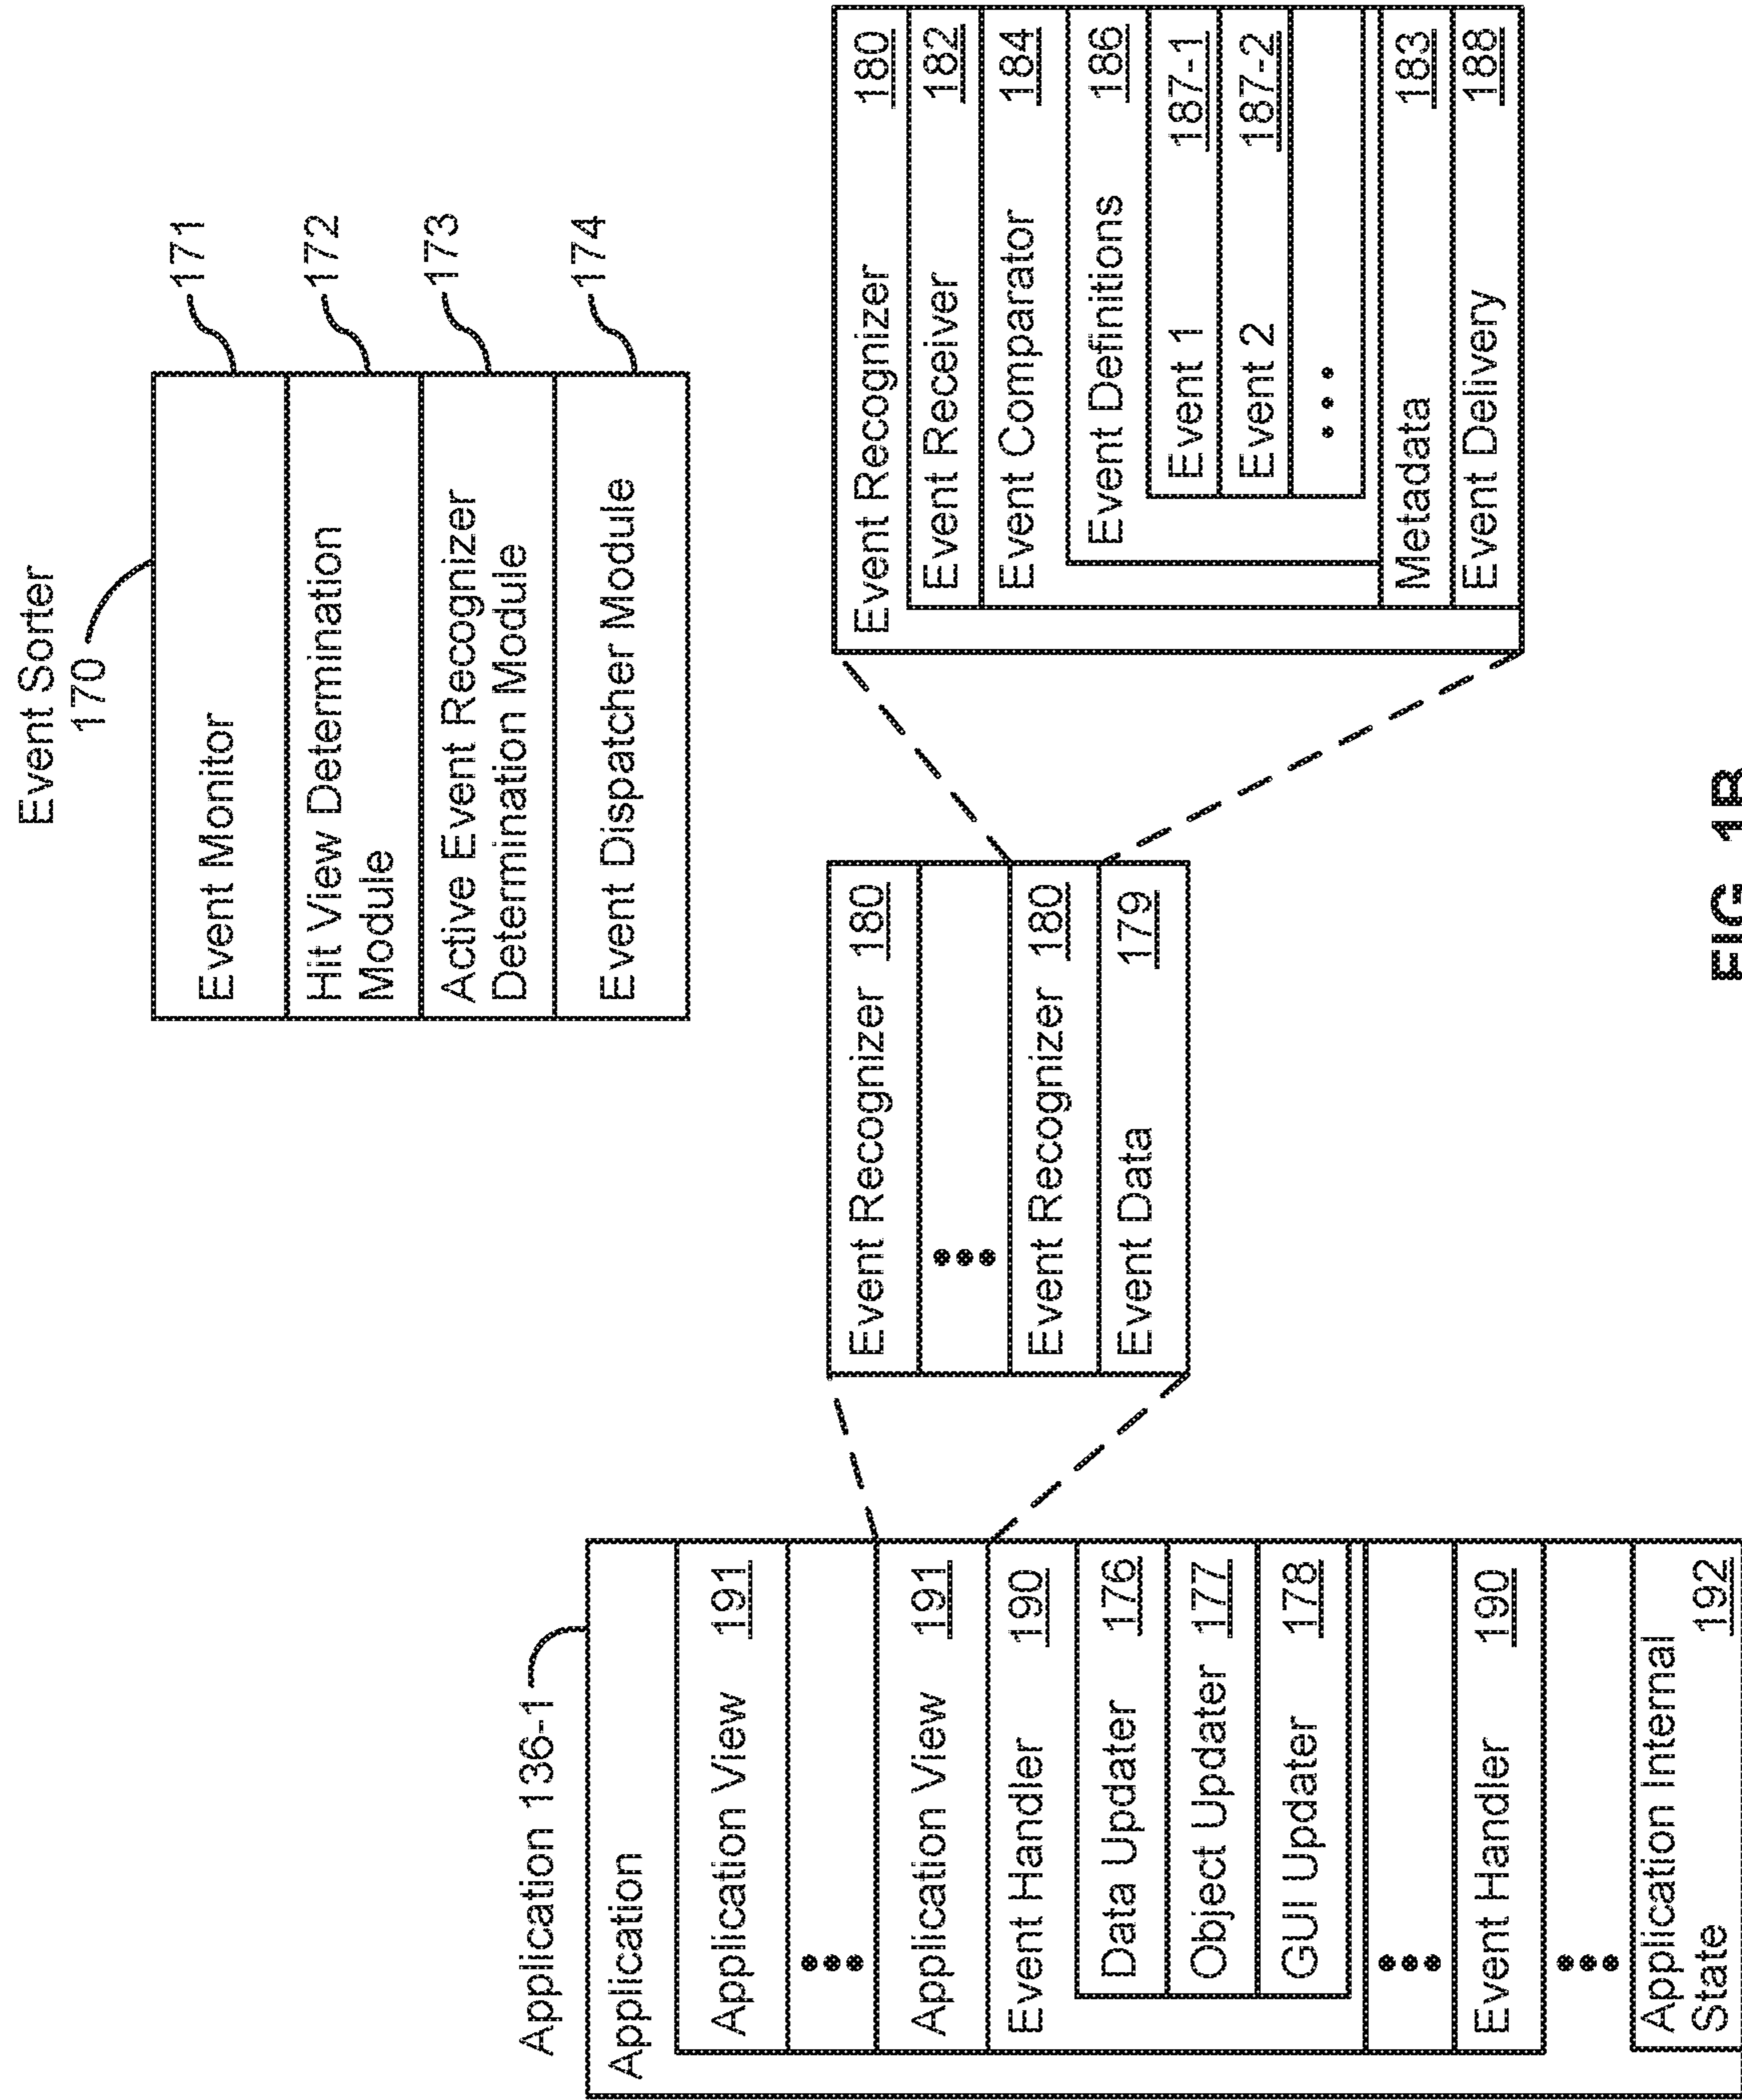 Event Sorter
170
Event Monitor
171
Hit View Determination
Module
172
Active Event Recognizer
Determination Module
173
Event Dispatcher Module
174
Application 136-1
Application
Application View 191
•••
Application View 191
Event Handler 190
Data Updater 176
Object Updater 177
GUI Updater 178
•••
Event Handler 190
•••
Application Internal
State 192
Event Recognizer 180
•••
Event Recognizer 180
Event Data 179
Event Recognizer 180
Event Receiver 182
Event Comparator 184
Event Definitions 186
Event 1 187-1
Event 2 187-2
•••
Metadata 183
Event Delivery 188
FIG. 1B